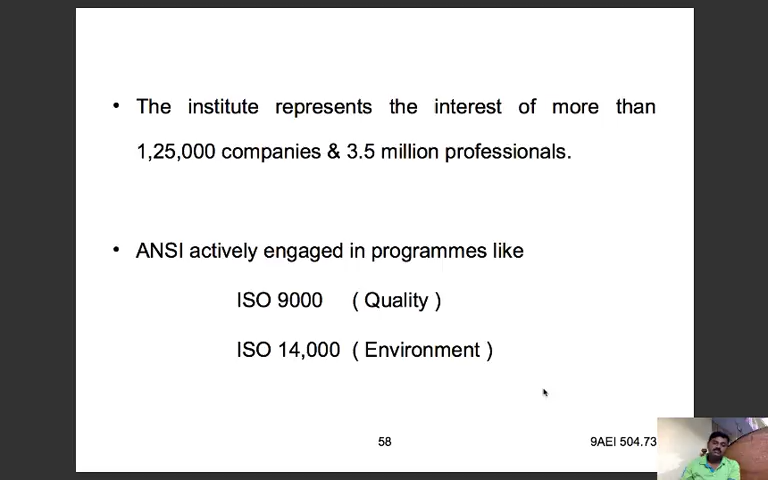 • The institute represents the interest of more than
1,25,000 companies & 3.5 million professionals.
• ANSI actively engaged in programmes like
ISO 9000 ( Quality )
ISO 14,000 ( Environment )
58 9AEI 504.73